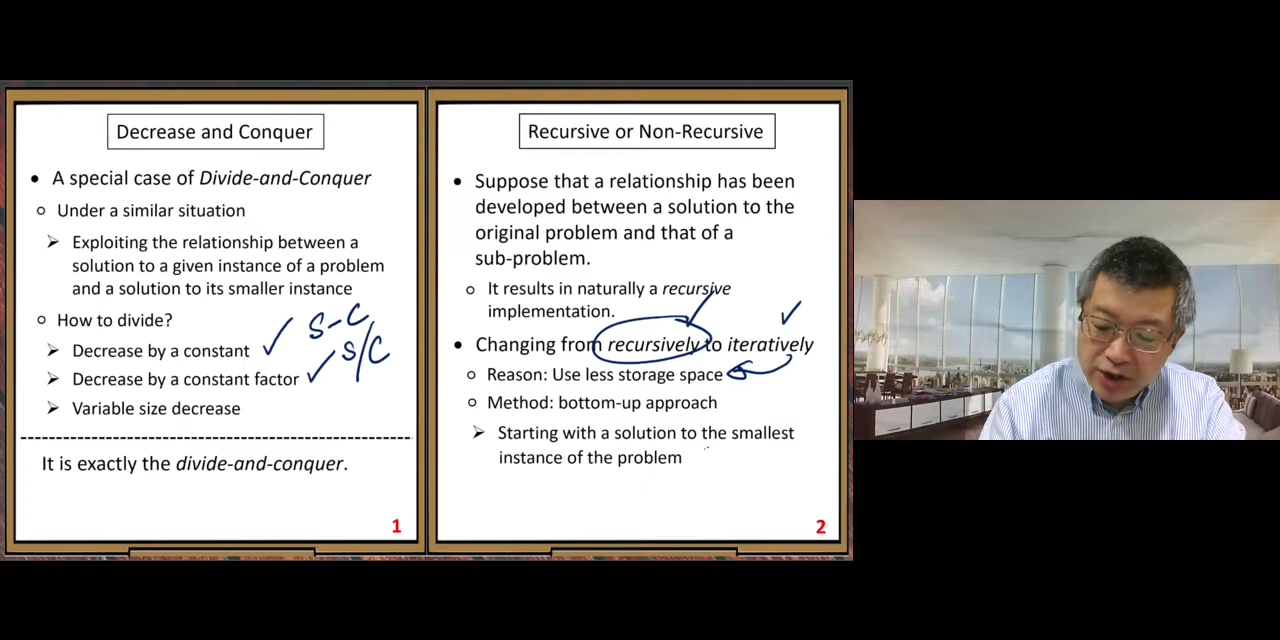 Decrease and Conquer
• A special case of Divide-and-Conquer
o Under a similar situation
➢ Exploiting the relationship between a
solution to a given instance of a problem
and a solution to its smaller instance
o How to divide?
S-C
➢ Decrease by a constant ✓
S/C
➢ Decrease by a constant factor ✓
➢ Variable size decrease
It is exactly the divide-and-conquer.
1
Recursive or Non-Recursive
• Suppose that a relationship has been
developed between a solution to the
original problem and that of a
sub-problem.
o It results in naturally a recursive
implementation.
• Changing from recursively to iteratively
o Reason: Use less storage space
o Method: bottom-up approach
➢ Starting with a solution to the smallest
instance of the problem
2